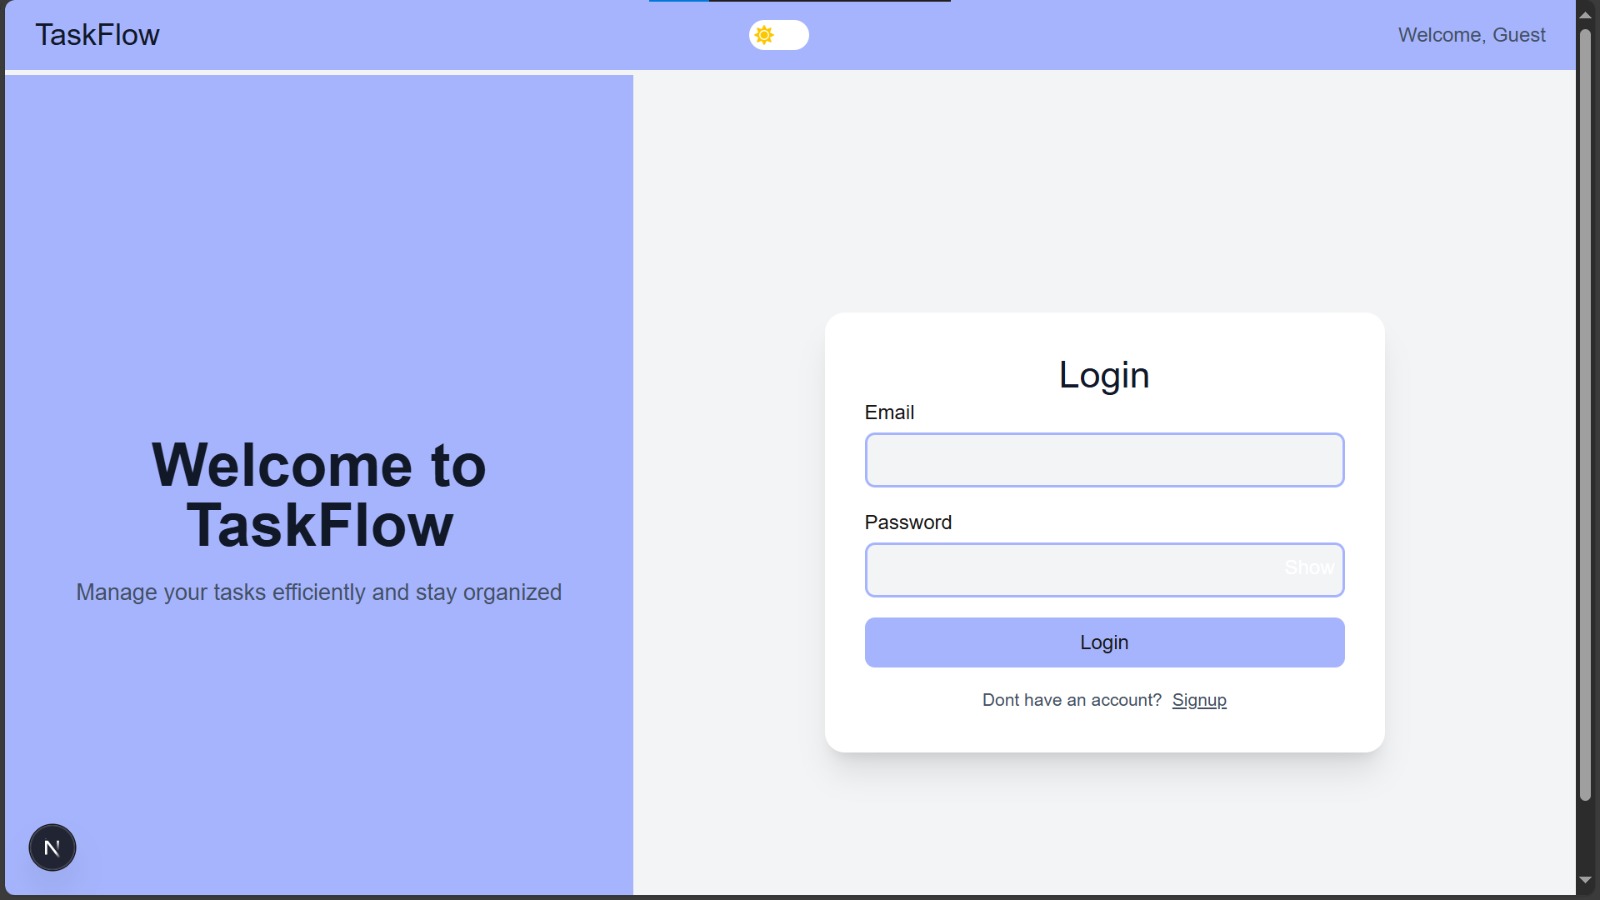 TaskFlow
Welcome, Guest
Welcome to
TaskFlow
Manage your tasks efficiently and stay organized
Login
Email
Password
Show
Login
Dont have an account? Signup
N